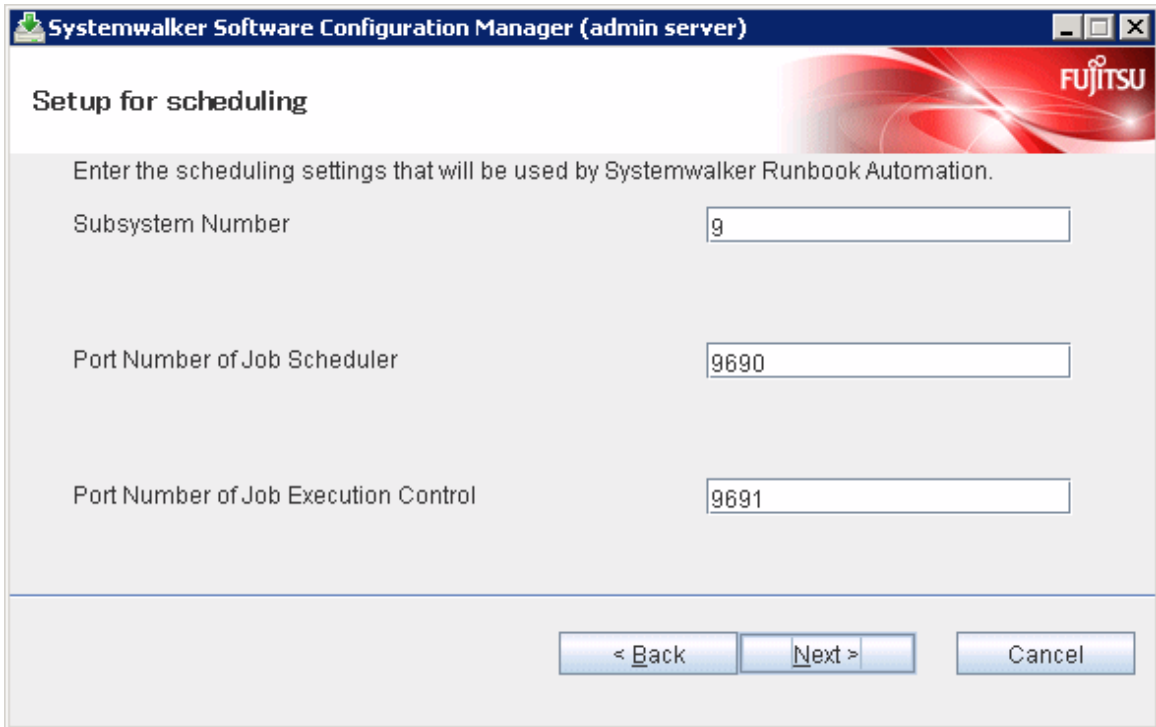 Systemwalker Software Configuration Manager (admin server)
Setup for scheduling
FUJITSU
Enter the scheduling settings that will be used by Systemwalker Runbook Automation.
Subsystem Number
9
Port Number of Job Scheduler
9690
Port Number of Job Execution Control
9691
< Back
Next >
Cancel